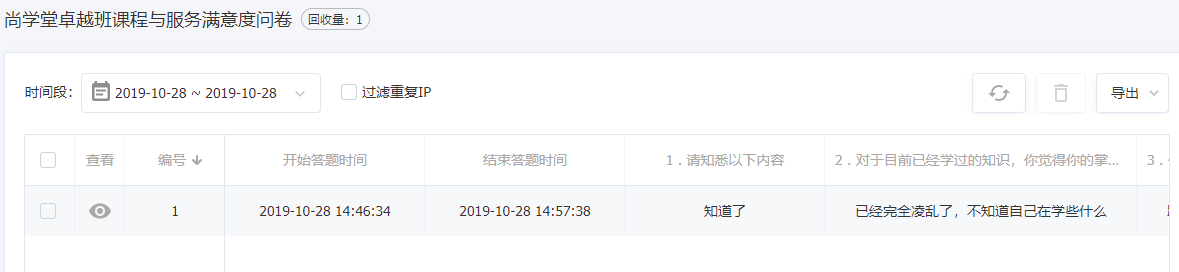 尚学堂卓越班课程与服务满意度问卷 回收量：1
时间段： 2019-10-28 ~ 2019-10-28 过滤重复IP 导出
查看 编号 开始答题时间 结束答题时间 1．请知悉以下内容 2．对于目前已经学过的知识，你觉得你的掌... 3．
1 2019-10-28 14:46:34 2019-10-28 14:57:38 知道了 已经完全凌乱了，不知道自己在学些什么